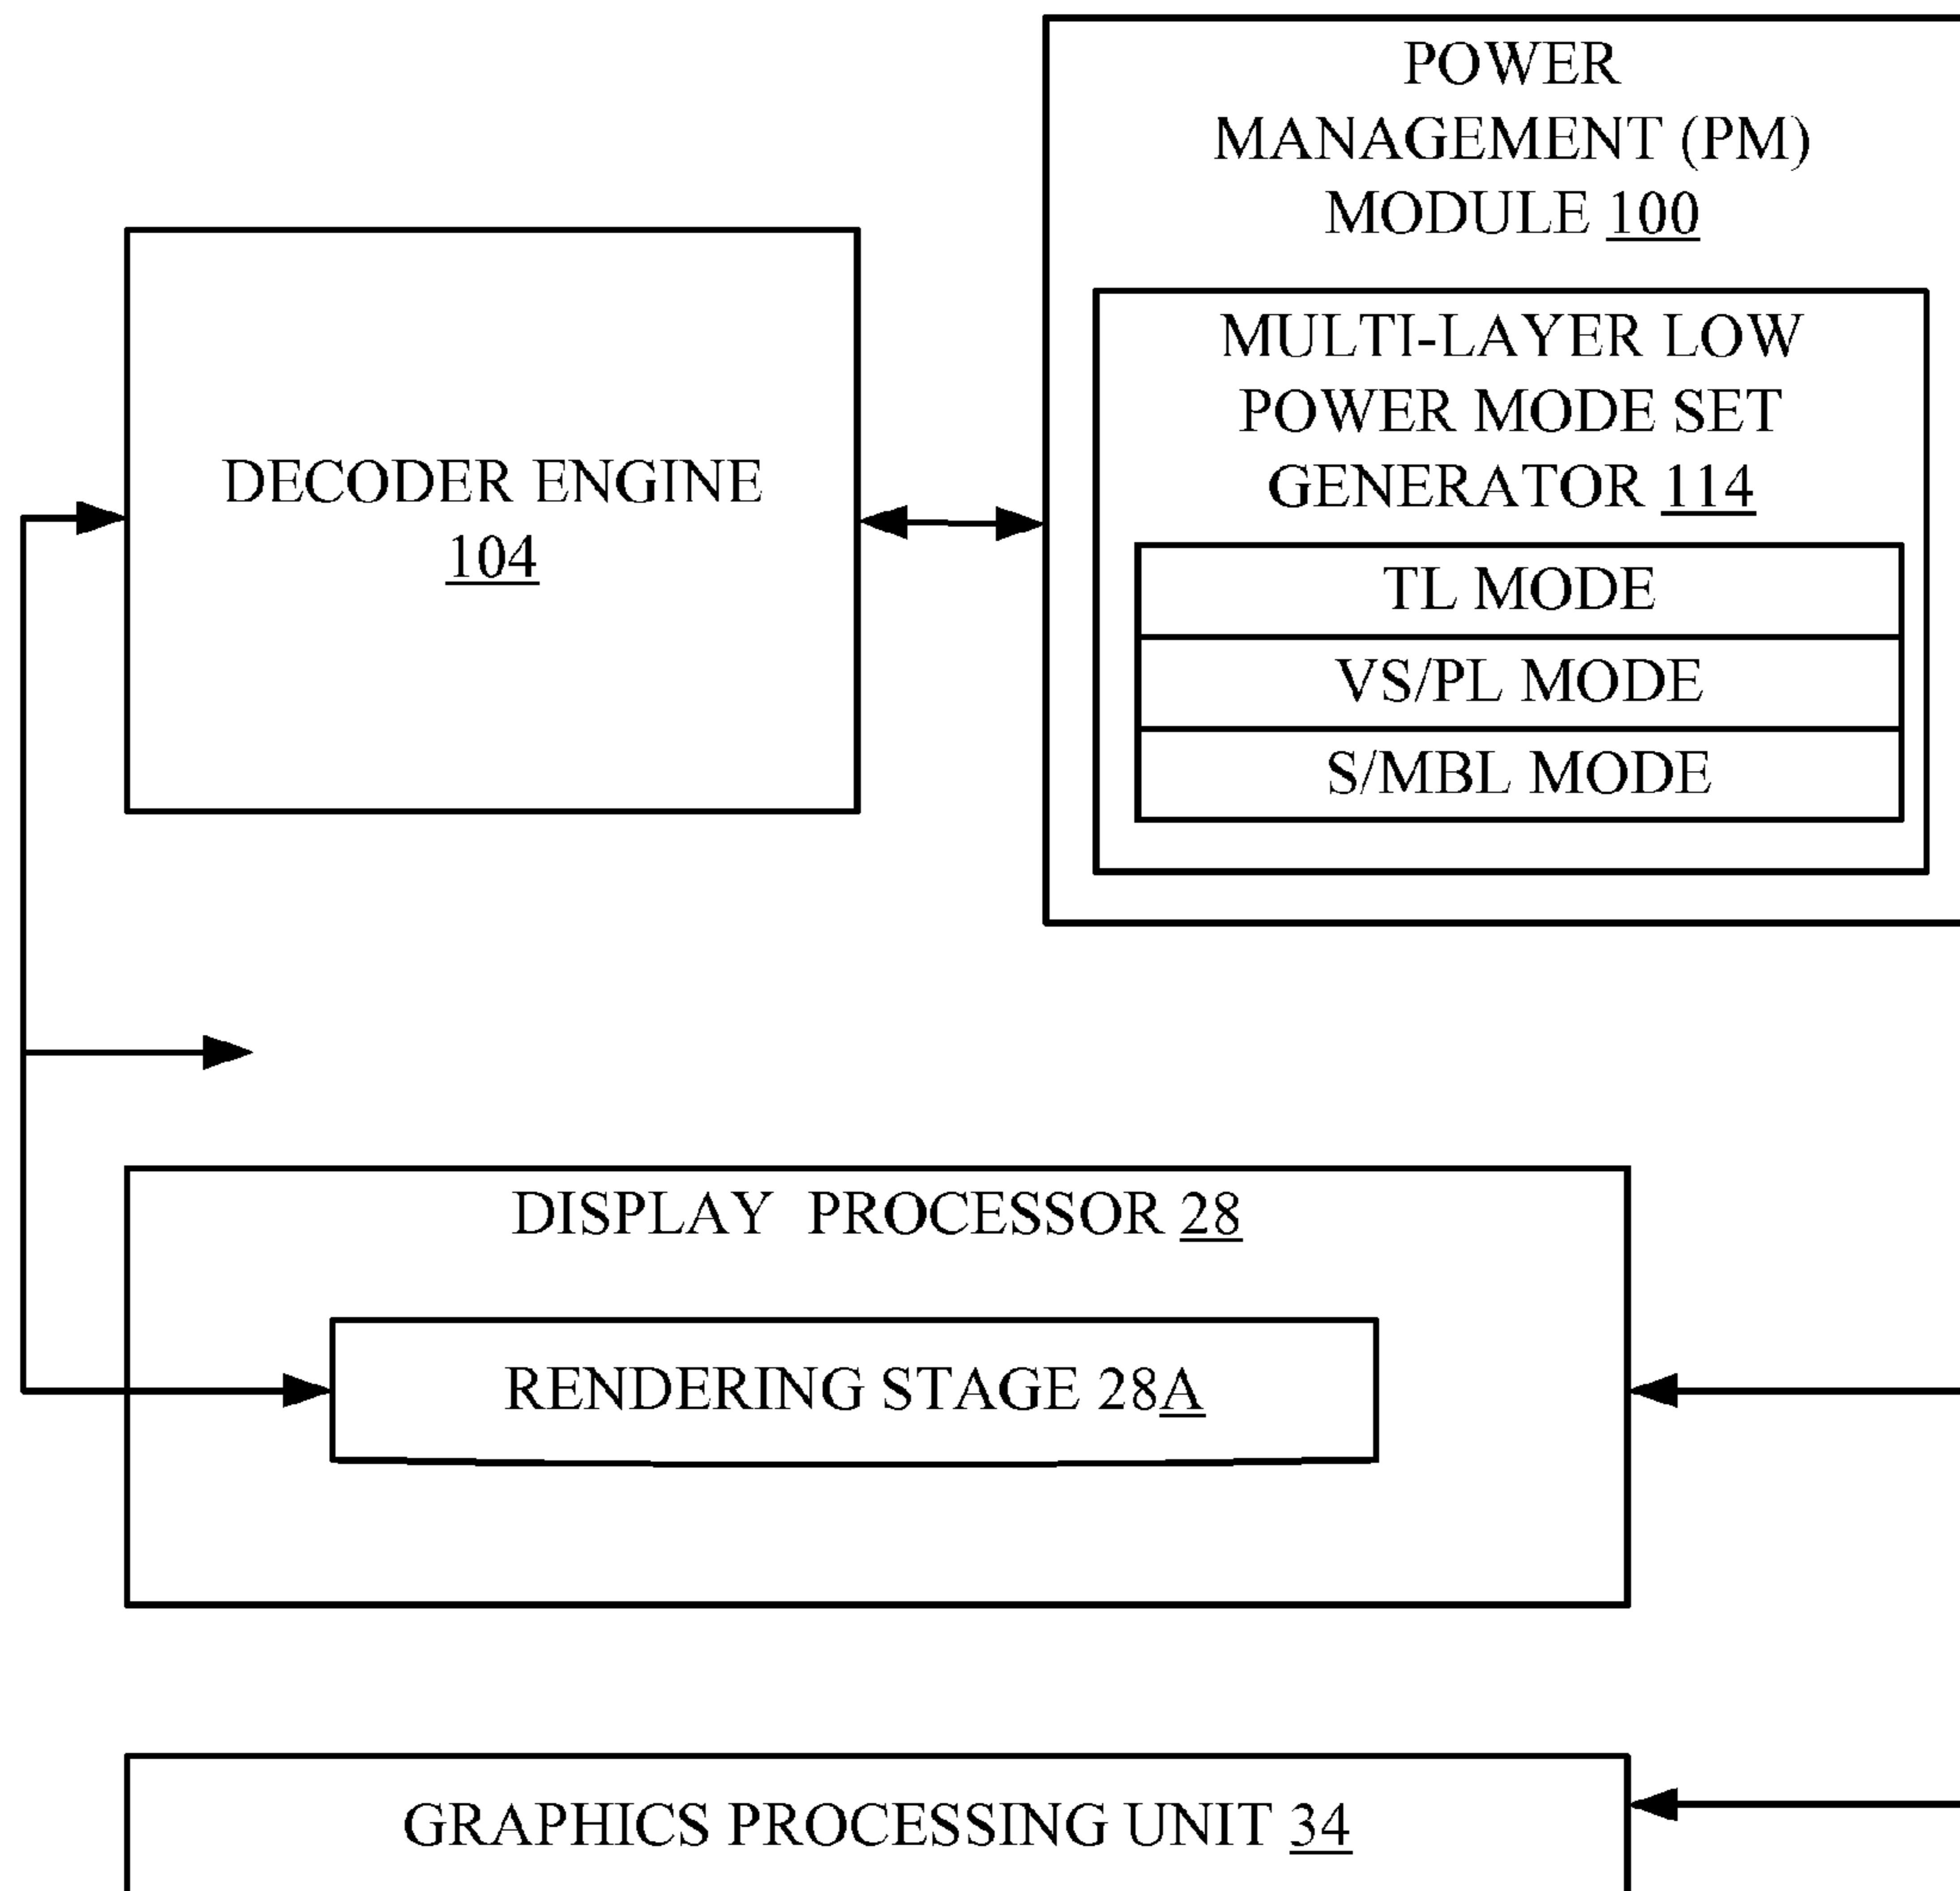 POWER
MANAGEMENT (PM)
MODULE 100
MULTI-LAYER LOW
POWER MODE SET
GENERATOR 114
TL MODE
VS/PL MODE
S/MBL MODE
DECODER ENGINE
104
DISPLAY PROCESSOR 28
RENDERING STAGE 28A
GRAPHICS PROCESSING UNIT 34